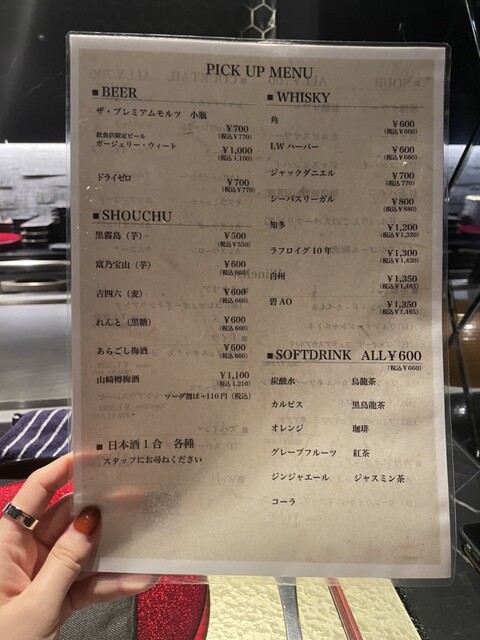 PICK UP MENU
■ BEER
ザ・プレミアムモルツ 小瓶
¥700
(税込¥770)
飲食店限定ビール
ガージェリー・ウィート
¥1,000
(税込1,100)
ドライゼロ
¥700
(税込¥770)
■ SHOUCHU
黒霧島（芋）
¥500
(税込¥550)
富乃宝山（芋）
¥600
(税込660)
吉四六（麦）
¥600
(税込¥660)
れんと（黒糖）
¥600
(税込¥660)
あらごし梅酒
¥600
(税込¥660)
山崎樽梅酒
¥1,100
(税込1,210)
ソーダ割は+110円（税込）
■ 日本酒１合 各種
スタッフにお尋ねください
■ WHISKY
角
¥600
(税込¥660)
I.Wハーパー
¥600
(税込¥660)
ジャックダニエル
¥700
(税込770)
シーバスリーガル
¥800
(税込¥880)
知多
¥1,200
(税込¥1,320)
ラフロイグ10年
¥1,300
(税込¥1,430)
白州
¥1,350
(税込¥1,485)
碧AO
¥1,350
(税込¥1,485)
■ SOFTDRINK ALL¥600
(税込¥660)
炭酸水 烏龍茶
カルピス 黒烏龍茶
オレンジ 珈琲
グレープフルーツ 紅茶
ジンジャエール ジャスミン茶
コーラ